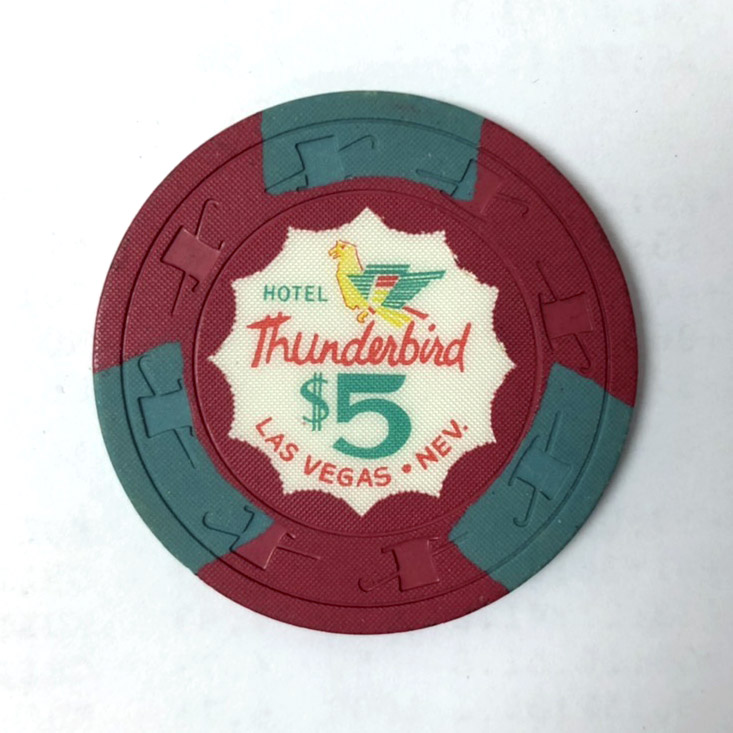 HOTEL
Thunderbird
$5
LAS VEGAS • NEV.